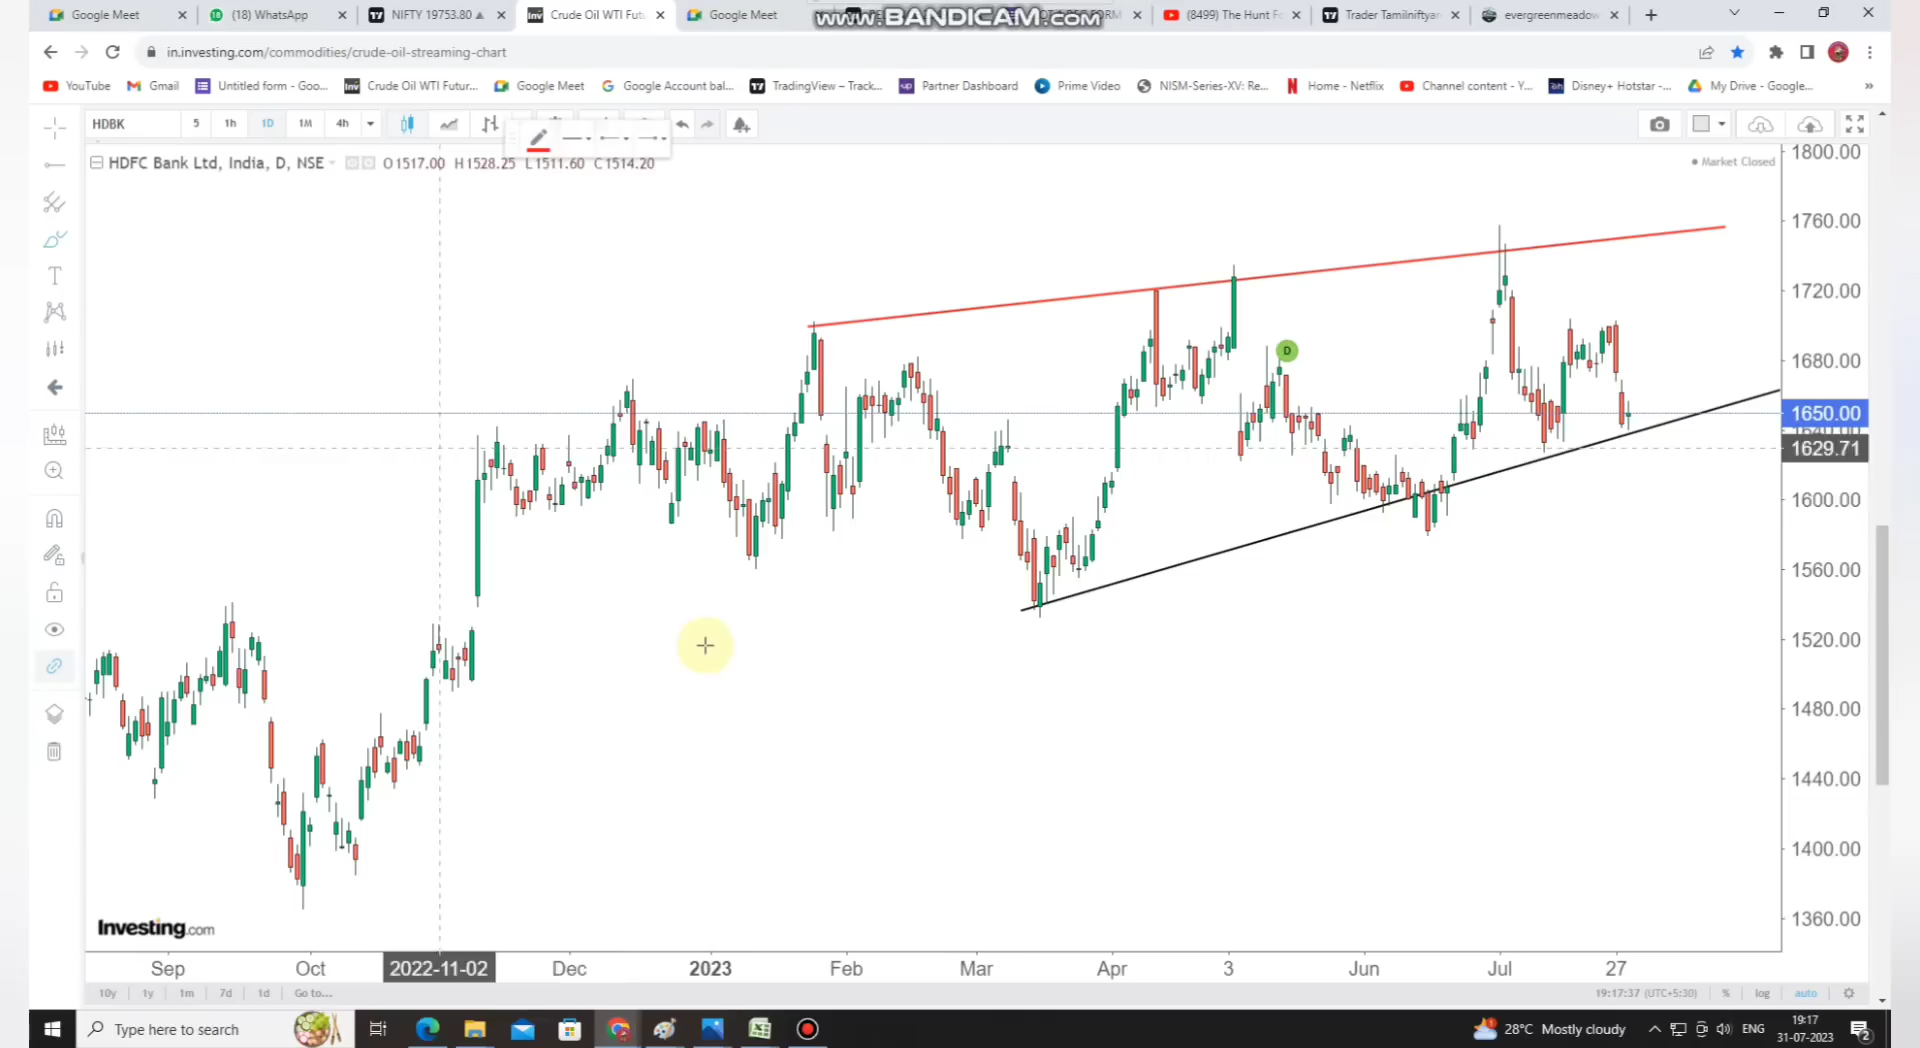 Google Meet
(18) WhatsApp
NIFTY 19753.80
Crude Oil WTI Futu
Google Meet
www.BANDICAM.com
(8499) The Hunt F
Trader Tamilniftyar
evergreenmeadow
in.investing.com/commodities/crude-oil-streaming-chart
YouTube
Gmail
Untitled form - Goo...
Crude Oil WTI Futur...
Google Meet
Google Account bal...
TradingView – Track...
Partner Dashboard
Prime Video
NISM-Series-XV: Re...
Home - Netflix
Channel content - Y...
Disney+ Hotstar -...
My Drive - Google...
HDBK 5 1h 1D 1M 4h
HDFC Bank Ltd, India, D, NSE O1517.00 H1528.25 L1511.60 C1514.20
Market Closed
1800.00
1760.00
1720.00
1680.00
1650.00
1629.71
1600.00
1560.00
1520.00
1480.00
1440.00
1400.00
1360.00
D
Investing.com
Sep Oct 2022-11-02 Dec 2023 Feb Mar Apr 3 Jun Jul 27
10y 1y 1m 7d 1d Go to... 19:17:37 (UTC+5:30) % log auto
Type here to search
28°C Mostly cloudy
ENG
19:17
31-07-2023
2